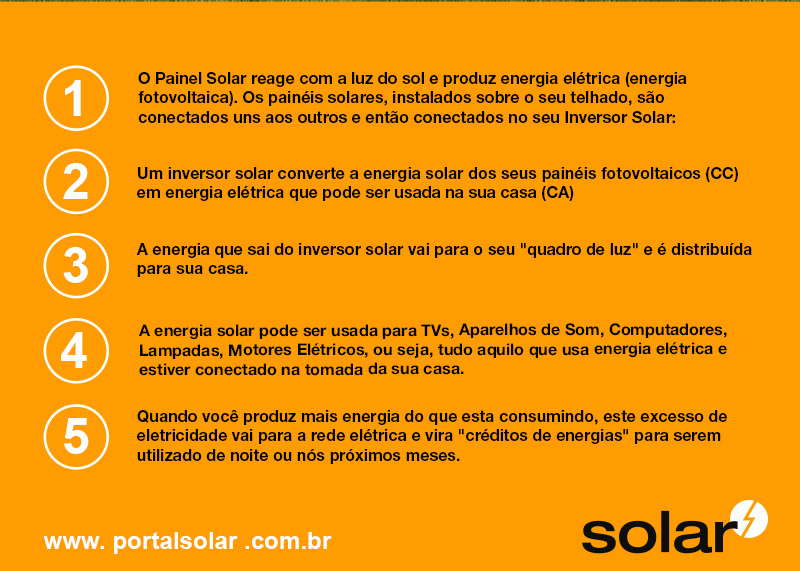 1
O Painel Solar reage com a luz do sol e produz energia elétrica (energia
fotovoltaica). Os painéis solares, instalados sobre o seu telhado, são
conectados uns aos outros e então conectados no seu Inversor Solar:
2
Um inversor solar converte a energia solar dos seus painéis fotovoltaicos (CC)
em energia elétrica que pode ser usada na sua casa (CA)
3
A energia que sai do inversor solar vai para o seu "quadro de luz" e é distribuída
para sua casa.
4
A energia solar pode ser usada para TVs, Aparelhos de Som, Computadores,
Lampadas, Motores Elétricos, ou seja, tudo aquilo que usa energia elétrica e
estiver conectado na tomada da sua casa.
5
Quando você produz mais energia do que esta consumindo, este excesso de
eletricidade vai para a rede elétrica e vira "créditos de energias" para serem
utilizado de noite ou nós próximos meses.
www. portalsolar .com.br
solar